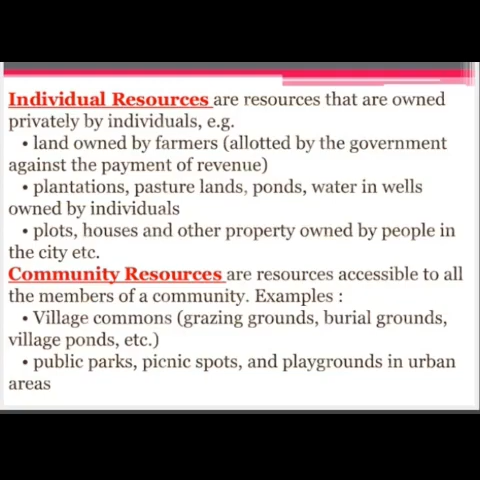 Individual Resources are resources that are owned
privately by individuals, e.g.
• land owned by farmers (allotted by the government
against the payment of revenue)
• plantations, pasture lands, ponds, water in wells
owned by individuals
• plots, houses and other property owned by people in
the city etc.
Community Resources are resources accessible to all
the members of a community. Examples :
• Village commons (grazing grounds, burial grounds,
village ponds, etc.)
• public parks, picnic spots, and playgrounds in urban
areas